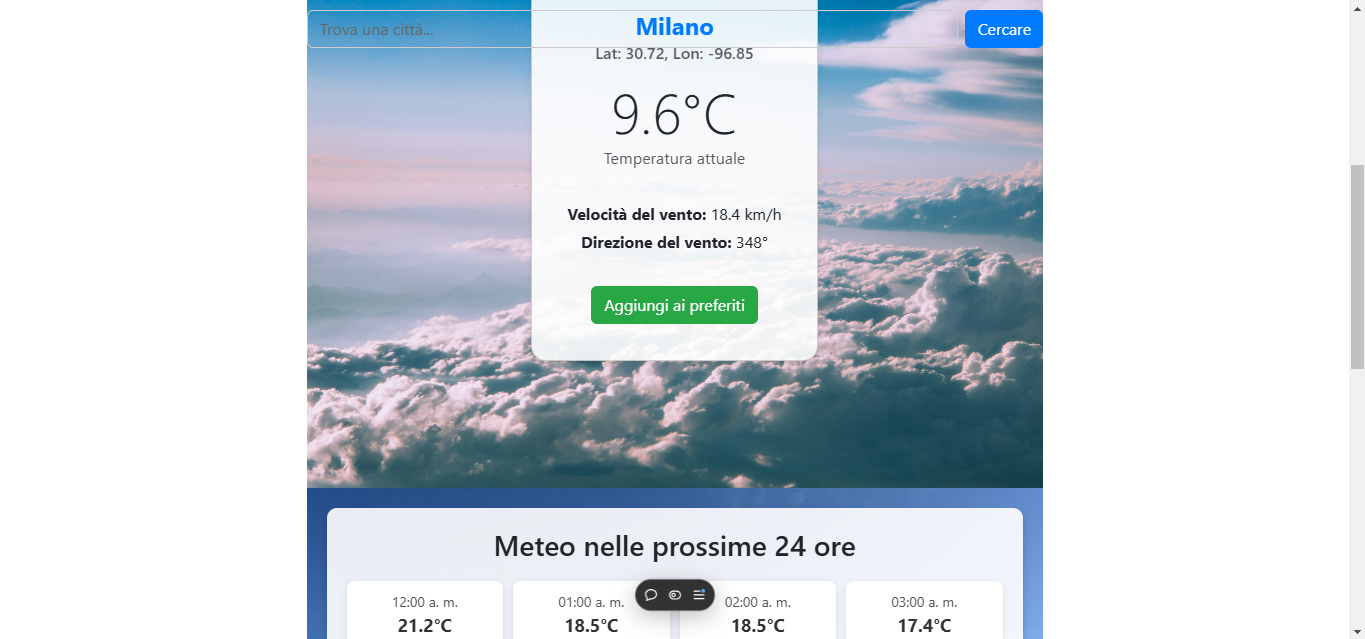 Trova una città...
Milano
Cercare
Lat: 30.72, Lon: -96.85
9.6°C
Temperatura attuale
Velocità del vento: 18.4 km/h
Direzione del vento: 348°
Aggiungi ai preferiti
Meteo nelle prossime 24 ore
12:00 a. m.
01:00 a. m.
02:00 a. m.
03:00 a. m.
21.2°C
18.5°C
18.5°C
17.4°C